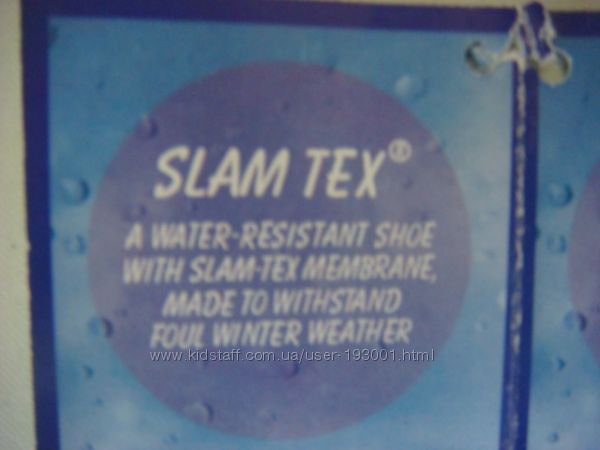 SLAM TEX®
A WATER-RESISTANT SHOE
WITH SLAM-TEX MEMBRANE,
MADE TO WITHSTAND
FOUL WINTER WEATHER
www.kidstaff.com.ua/user-193001.html